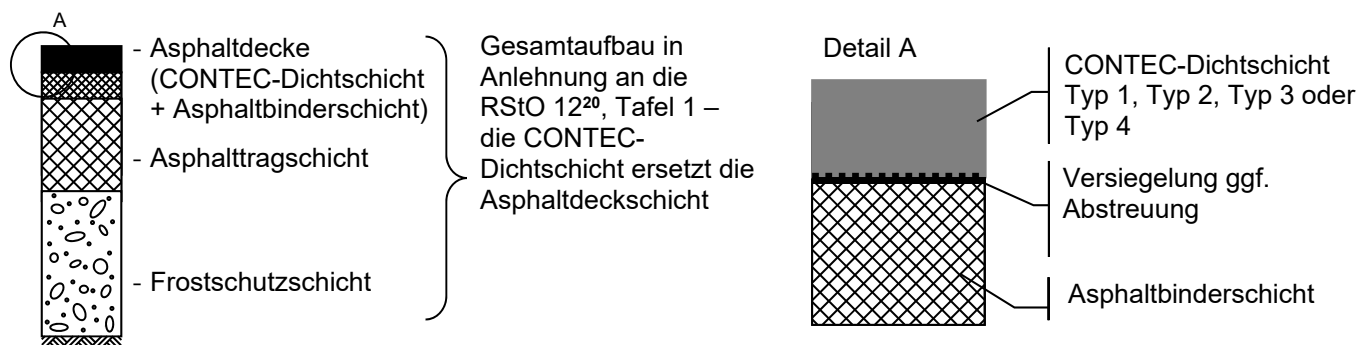 A
- Asphaltdecke
(CONTEC-Dichtschicht
+ Asphaltbinderschicht)
- Asphalttragschicht
- Frostschutzschicht
Gesamtaufbau in
Anlehnung an die
RStO 12²⁰, Tafel 1 –
die CONTEC-
Dichtschicht ersetzt die
Asphaltdeckschicht
Detail A
CONTEC-Dichtschicht
Typ 1, Typ 2, Typ 3 oder
Typ 4
Versiegelung ggf.
Abstreuung
Asphaltbinderschicht